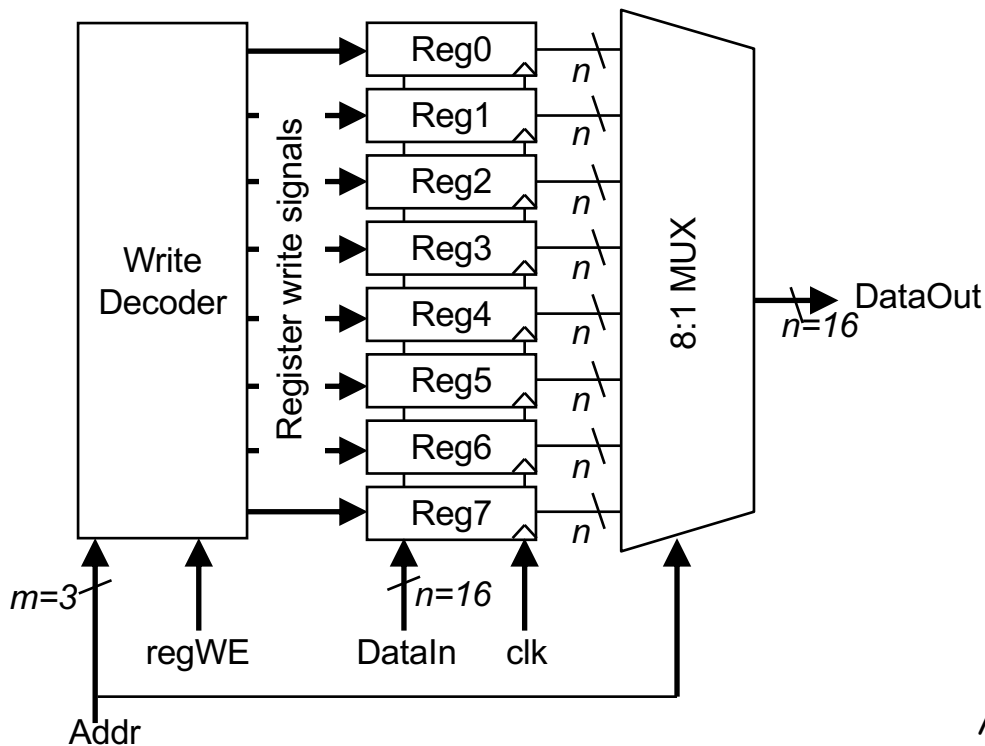 Reg0
n
Reg1
n
Reg2
n
Reg3
n
Reg4
n
Reg5
n
Reg6
n
Reg7
n
Write
Decoder
Register write signals
8:1 MUX
DataOut
n=16
m=3
n=16
regWE
DataIn
clk
Addr